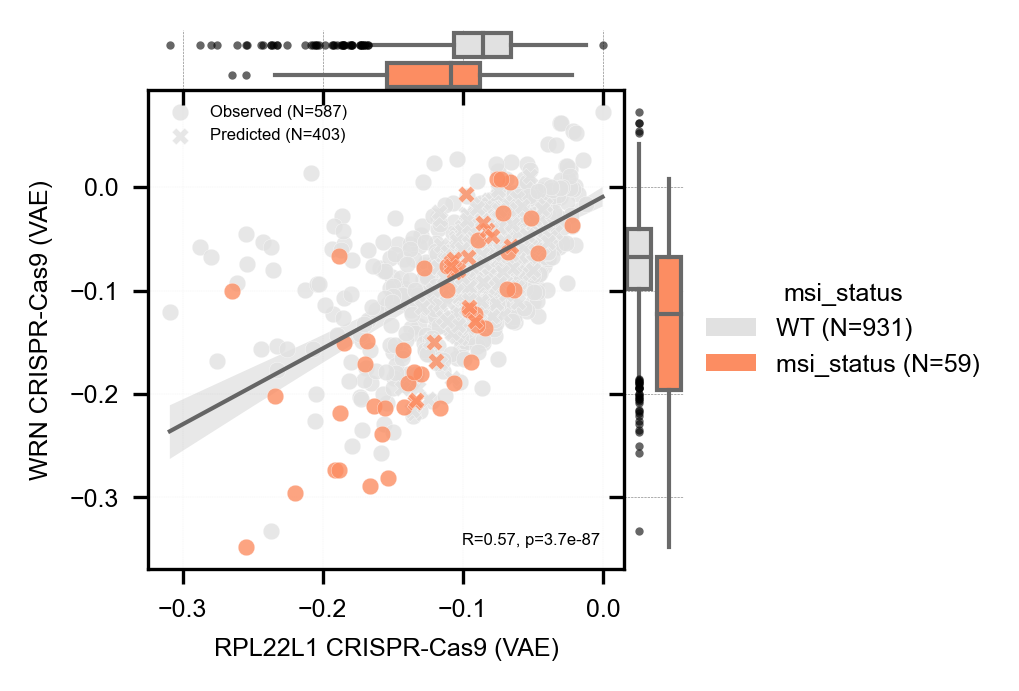 Observed (N=587)
Predicted (N=403)
0.0
−0.1
−0.2
−0.3
WRN CRISPR-Cas9 (VAE)
R=0.57, p=3.7e-87
−0.3
−0.2
−0.1
0.0
RPL22L1 CRISPR-Cas9 (VAE)
msi_status
WT (N=931)
msi_status (N=59)